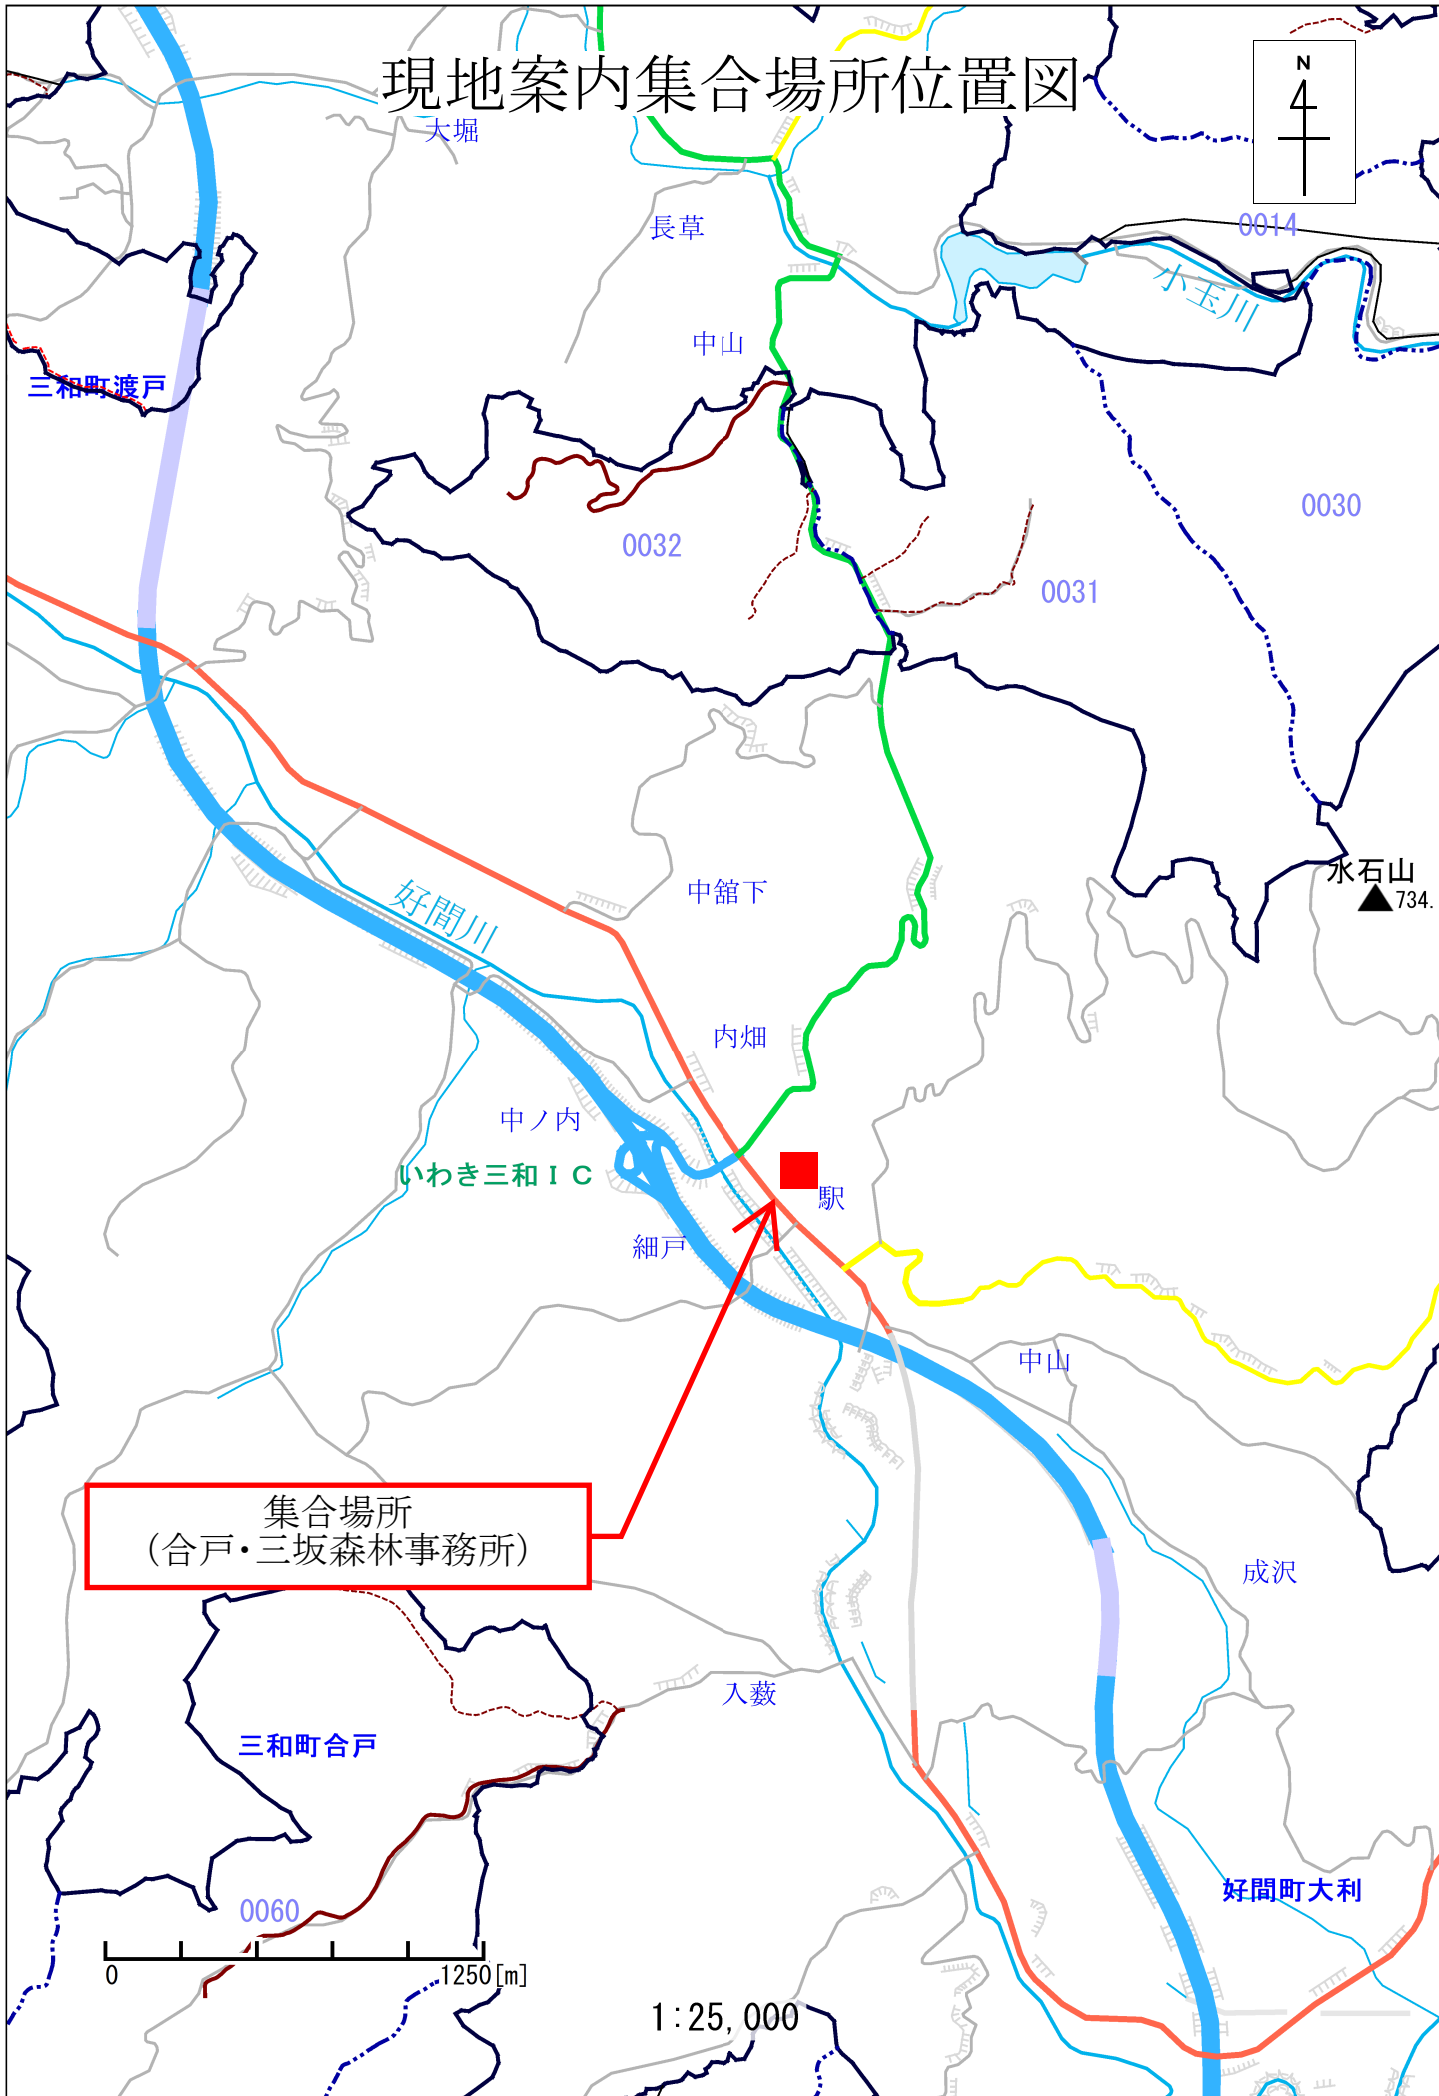 現地案内集合場所位置図
N
大堀
長草
0014
小玉川
中山
三和町渡戸
0030
0032
0031
水石山
734.
中舘下
好間川
内畑
中ノ内
いわき三和ＩＣ
駅
細戸
中山
集合場所
（合戸・三坂森林事務所）
成沢
入薮
三和町合戸
好間町大利
0060
0 1250[m]
1:25,000